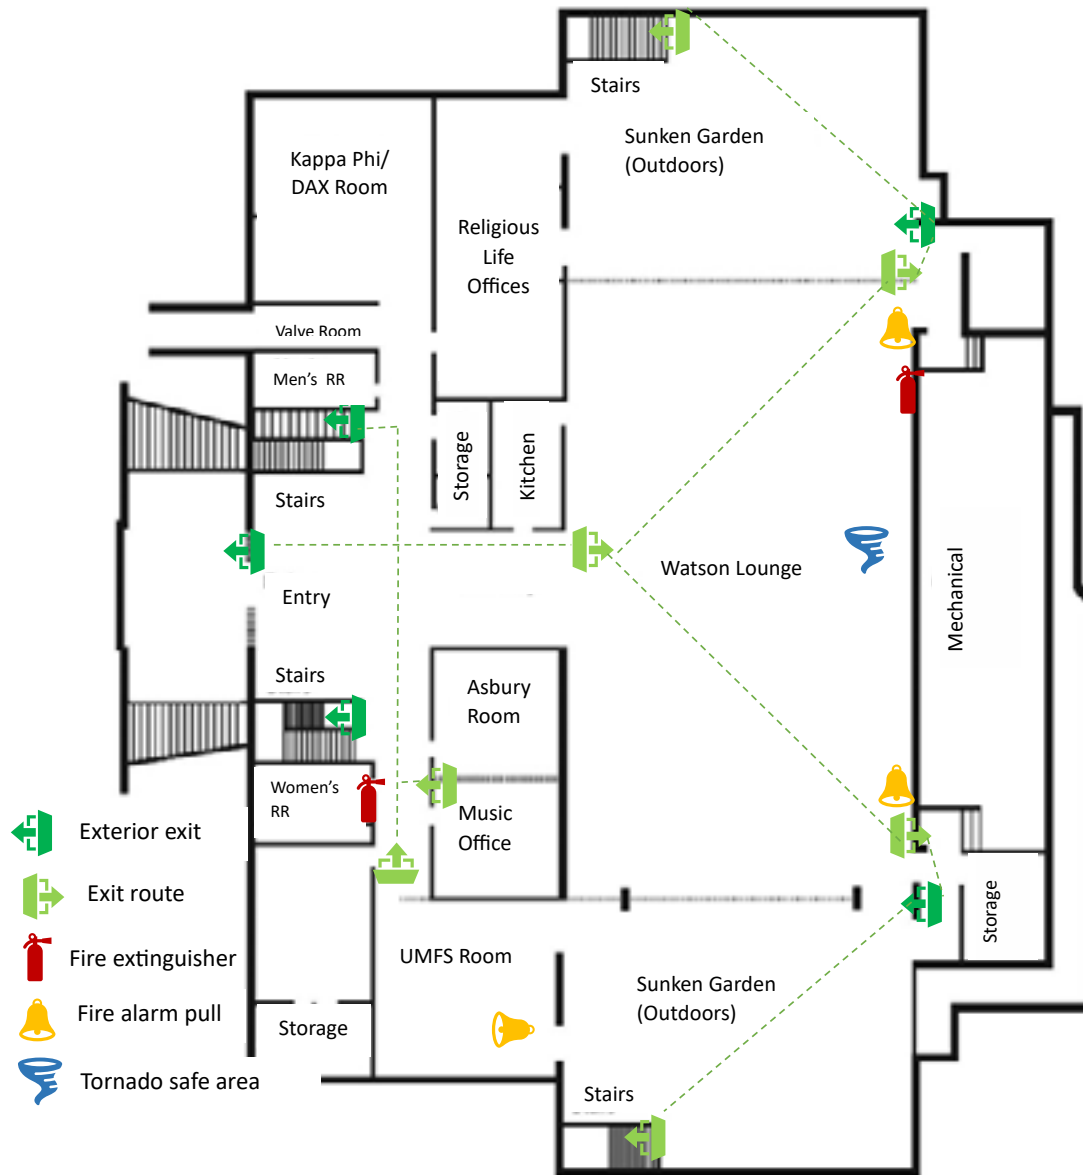 Stairs
Sunken Garden
(Outdoors)
Kappa Phi/
DAX Room
Religious
Life
Offices
Valve Room
Men's RR
Storage
Kitchen
Stairs
Watson Lounge
Entry
Mechanical
Stairs
Asbury
Room
Women's
RR
Music
Office
Exterior exit
Exit route
Storage
Fire extinguisher
UMFS Room
Sunken Garden
(Outdoors)
Fire alarm pull
Storage
Tornado safe area
Stairs